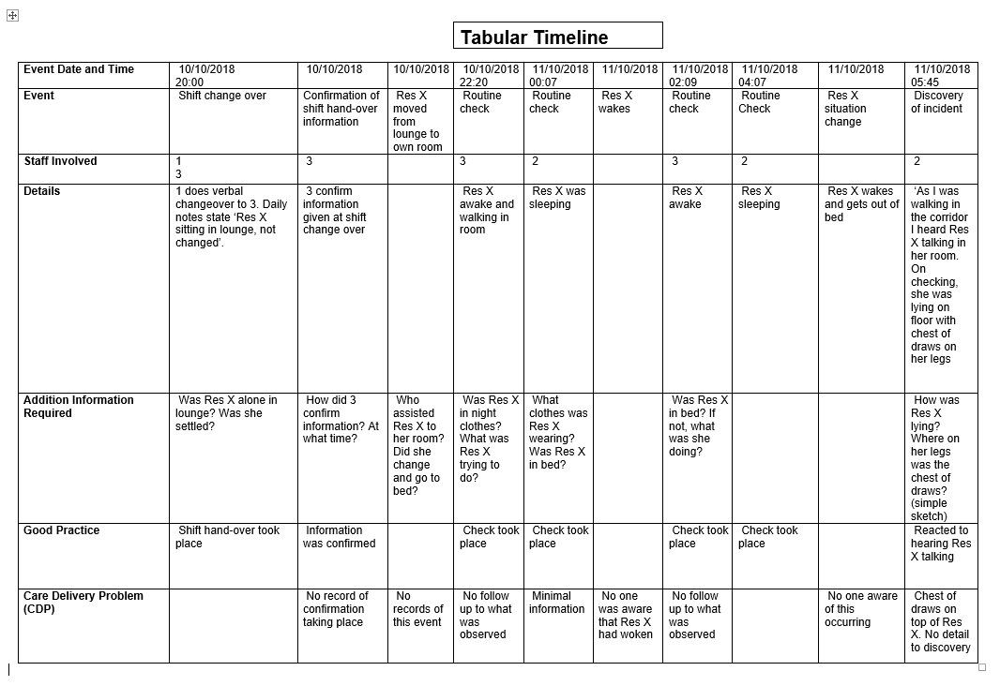 Tabular Timeline
Event Date and Time
10/10/2018
20:00
10/10/2018
10/10/2018
10/10/2018
22:20
11/10/2018
00:07
11/10/2018
11/10/2018
02:09
11/10/2018
04:07
11/10/2018
11/10/2018
05:45
Event
Shift change over
Confirmation of
shift hand-over
information
Res X
moved
from
lounge to
own room
Routine
check
Routine
check
Res X
wakes
Routine
check
Routine
Check
Res X
situation
change
Discovery
of incident
Staff Involved
1
3
3
3
2
3
2
2
Details
1 does verbal
changeover to 3. Daily
notes state ‘Res X
sitting in lounge, not
changed’.
3 confirm
information
given at shift
change over
Res X
awake and
walking in
room
Res X was
sleeping
Res X
awake
Res X
sleeping
Res X wakes
and gets out of
bed
‘As I was
walking in
the corridor
I heard Res
X talking in
her room.
On
checking,
she was
lying on
floor with
chest of
draws on
her legs
Addition Information
Required
Was Res X alone in
lounge? Was she
settled?
How did 3
confirm
information? At
what time?
Who
assisted
Res X to
her room?
Did she
change
and go to
bed?
Was Res X
in night
clothes?
What was
Res X
trying to
do?
What
clothes was
Res X
wearing?
Was Res X
in bed?
Was Res X
in bed? If
not, what
was she
doing?
How was
Res X
lying?
Where on
her legs
was the
chest of
draws?
(simple
sketch)
Good Practice
Shift hand-over took
place
Information
was confirmed
Check took
place
Check took
place
Check took
place
Check took
place
Reacted to
hearing Res
X talking
Care Delivery Problem
(CDP)
No record of
confirmation
taking place
No
records of
this event
No follow
up to what
was
observed
Minimal
information
No one
was aware
that Res X
had woken
No follow
up to what
was
observed
No one aware
of this
occurring
Chest of
draws on
top of Res
X. No detail
to discovery